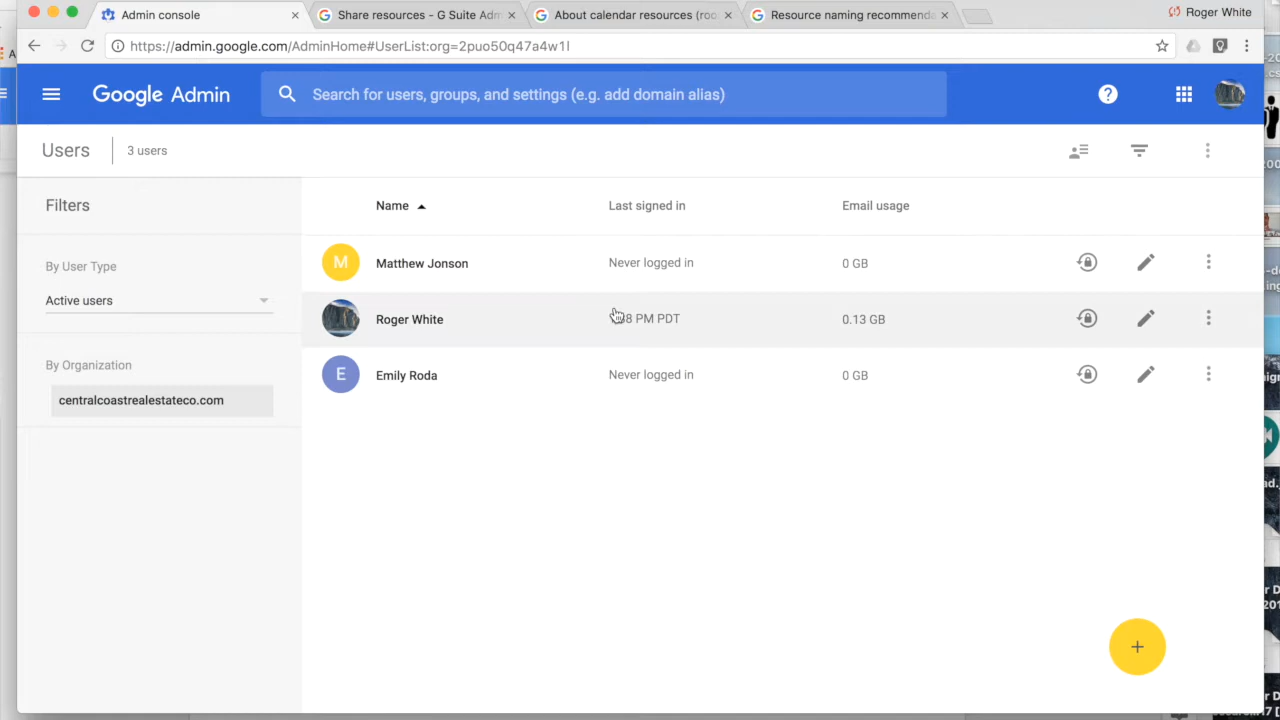 Admin console
Share resources - G Suite Adm
About calendar resources (roo
Resource naming recommenda
Roger White
https://admin.google.com/AdminHome#UserList:org=2puo50q47a4w1l
Google Admin
Search for users, groups, and settings (e.g. add domain alias)
Users
3 users
Filters
Name
Last signed in
Email usage
By User Type
Active users
M
Matthew Jonson
Never logged in
0 GB
Roger White
8 PM PDT
0.13 GB
By Organization
centralcoastrealestateco.com
E
Emily Roda
Never logged in
0 GB